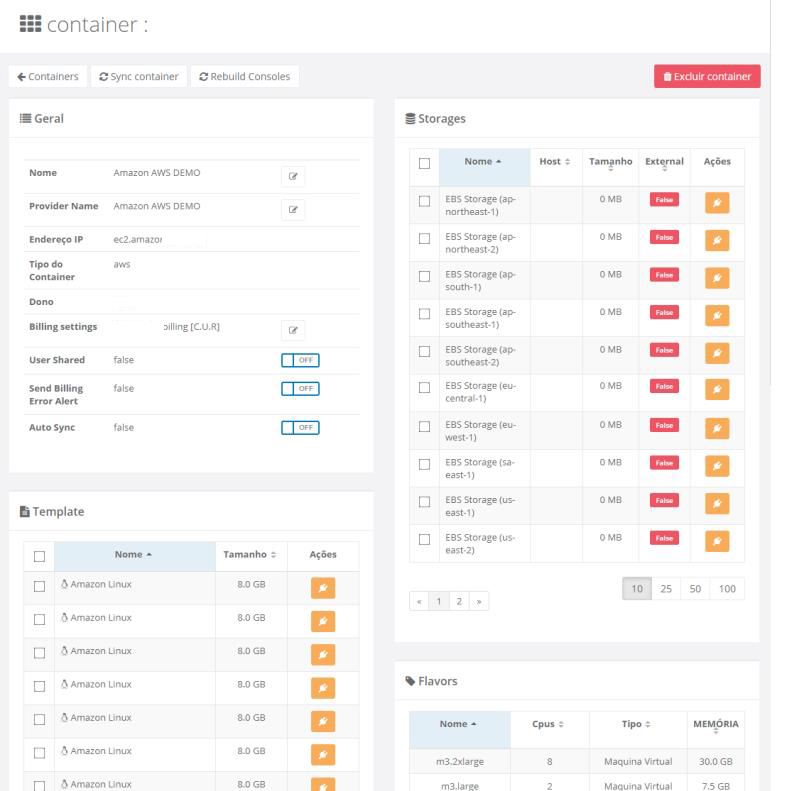 container :
Containers
Sync container
Rebuild Consoles
Excluir container
Geral
Nome
Amazon AWS DEMO
Provider Name
Amazon AWS DEMO
Endereço IP
ec2.amazon
Tipo do
Container
aws
Dono
Billing settings
billing [C.U.R]
User Shared
false
OFF
Send Billing
Error Alert
false
OFF
Auto Sync
false
OFF
Template
Nome
Tamanho
Ações
Amazon Linux
8.0 GB
Amazon Linux
8.0 GB
Amazon Linux
8.0 GB
Amazon Linux
8.0 GB
Amazon Linux
8.0 GB
Amazon Linux
8.0 GB
Amazon Linux
8.0 GB
Storages
Nome
Host
Tamanho
External
Ações
EBS Storage (ap-
northeast-1)
0 MB
False
EBS Storage (ap-
northeast-2)
0 MB
False
EBS Storage (ap-
south-1)
0 MB
False
EBS Storage (ap-
southeast-1)
0 MB
False
EBS Storage (ap-
southeast-2)
0 MB
False
EBS Storage (eu-
central-1)
0 MB
False
EBS Storage (eu-
west-1)
0 MB
False
EBS Storage (sa-
east-1)
0 MB
False
EBS Storage (us-
east-1)
0 MB
False
EBS Storage (us-
east-2)
0 MB
False
« 1 2 »
10 25 50 100
Flavors
Nome
Cpus
Tipo
MEMÓRIA
m3.2xlarge
8
Maquina Virtual
30.0 GB
m3.large
2
Maquina Virtual
7.5 GB